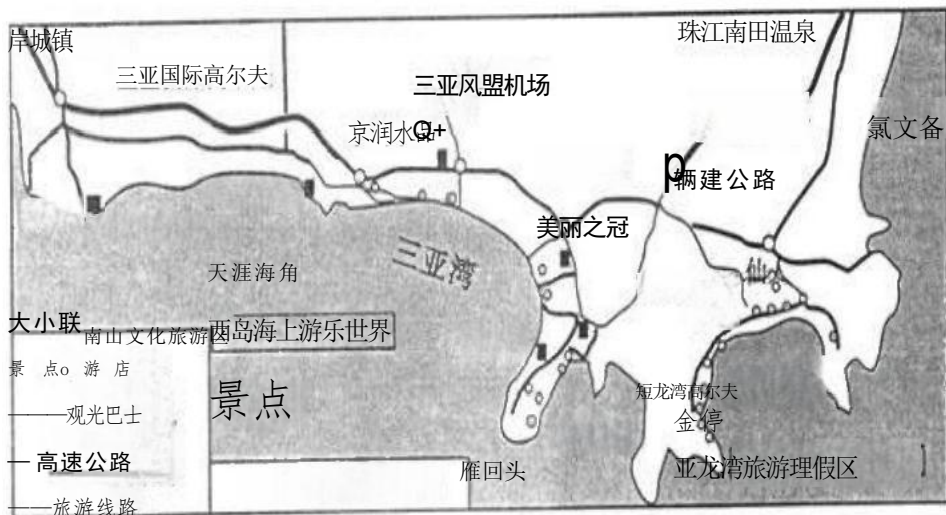 岸城镇
珠江南田温泉
三亚国际高尔夫
三亚风盟机场
京润水晶
Q+
氯文备
p
辆建公路
美丽之冠
三亚湾
仙
天涯海角
大小联
南山文化旅游区
西岛海上游乐世界
景 点o 游 店
景点
短龙湾高尔夫
——观光巴士
金停
— 高速公路
雁回头
亚龙湾旅游理假区
——旅游线路